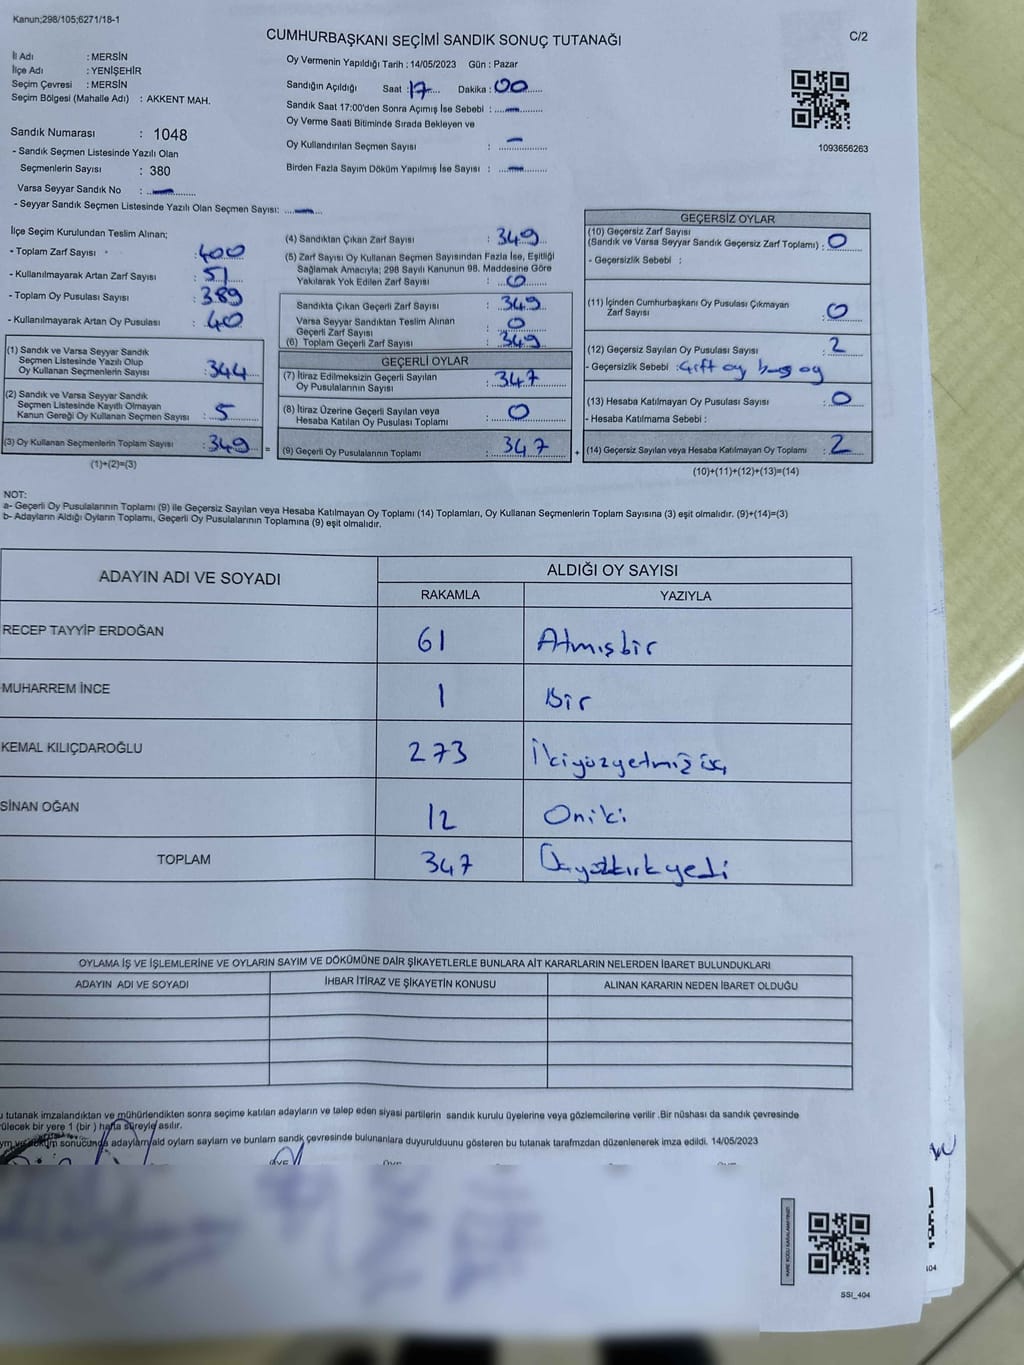 Kanun;298/105;6271/18-1
CUMHURBAŞKANI SEÇİMİ SANDIK SONUÇ TUTANAĞI
C/2
İl Adı : MERSİN
İlçe Adı : YENİŞEHİR
Seçim Çevresi : MERSİN
Seçim Bölgesi (Mahalle Adı) : AKKENT MAH.
Oy Vermenin Yapıldığı Tarih : 14/05/2023 Gün : Pazar
Sandığın Açıldığı Saat : 17 Dakika : 00
Sandık Saat 17:00'den Sonra Açımış İse Sebebi : -
Oy Verme Saati Bitiminde Sırada Bekleyen ve
Oy Kullandırılan Seçmen Sayısı : -
Birden Fazla Sayım Döküm Yapılmış İse Sayısı : -
1093656263
Sandık Numarası : 1048
- Sandık Seçmen Listesinde Yazılı Olan
Seçmenlerin Sayısı : 380
Varsa Seyyar Sandık No : -
- Seyyar Sandık Seçmen Listesinde Yazılı Olan Seçmen Sayısı: -
İlçe Seçim Kurulundan Teslim Alınan;
- Toplam Zarf Sayısı : 400
- Kullanılmayarak Artan Zarf Sayısı : 51
- Toplam Oy Pusulası Sayısı : 389
- Kullanılmayarak Artan Oy Pusulası : 40
(1) Sandık ve Varsa Seyyar Sandık
Seçmen Listesinde Yazılı Olup
Oy Kullanan Seçmenlerin Sayısı : 344
(2) Sandık ve Varsa Seyyar Sandık
Seçmen Listesinde Kayıtlı Olmayan
Kanun Gereği Oy Kullanan Seçmen Sayısı : 5
(3) Oy Kullanan Seçmenlerin Toplam Sayısı : 349
(1)+(2)=(3)
(4) Sandıktan Çıkan Zarf Sayısı : 349
(5) Zarf Sayısı Oy Kullanan Seçmen Sayısından Fazla İse, Eşitliği
Sağlamak Amacıyla; 298 Sayılı Kanunun 98. Maddesine Göre
Yakılarak Yok Edilen Zarf Sayısı : 0
Sandıkta Çıkan Geçerli Zarf Sayısı : 349
Varsa Seyyar Sandıktan Teslim Alınan
Geçerli Zarf Sayısı : 0
(6) Toplam Geçerli Zarf Sayısı : 349
=
GEÇERLİ OYLAR
(7) İtiraz Edilmeksizin Geçerli Sayılan
Oy Pusulalarının Sayısı : 347
(8) İtiraz Üzerine Geçerli Sayılan veya
Hesaba Katılan Oy Pusulası Toplamı : 0
(9) Geçerli Oy Pusulalarının Toplamı : 347
+
GEÇERSİZ OYLAR
(10) Geçersiz Zarf Sayısı
(Sandık ve Varsa Seyyar Sandık Geçersiz Zarf Toplamı) : 0
- Geçersizlik Sebebi :
(11) İçinden Cumhurbaşkanı Oy Pusulası Çıkmayan
Zarf Sayısı : 0
(12) Geçersiz Sayılan Oy Pusulası Sayısı : 2
- Geçersizlik Sebebi : Çift oy boş oy
(13) Hesaba Katılmayan Oy Pusulası Sayısı : 0
- Hesaba Katılmama Sebebi :
(14) Geçersiz Sayılan veya Hesaba Katılmayan Oy Toplamı : 2
(10)+(11)+(12)+(13)=(14)
NOT:
a- Geçerli Oy Pusulalarının Toplamı (9) ile Geçersiz Sayılan veya Hesaba Katılmayan Oy Toplamı (14) Toplamları, Oy Kullanan Seçmenlerin Toplam Sayısına (3) eşit olmalıdır. (9)+(14)=(3)
b- Adayların Aldığı Oyların Toplamı, Geçerli Oy Pusulalarının Toplamına (9) eşit olmalıdır.
ADAYIN ADI VE SOYADI
ALDIĞI OY SAYISI
RAKAMLA YAZIYLA
RECEP TAYYİP ERDOĞAN 61 Atmışbir
MUHARREM İNCE 1 Bir
KEMAL KILIÇDAROĞLU 273 İkiyüzyetmiş üç
SİNAN OĞAN 12 Oniki
TOPLAM 347 Üçyüzkırkyedi
OYLAMA İŞ VE İŞLEMLERİNE VE OYLARIN SAYIM VE DÖKÜMÜNE DAİR ŞİKAYETLERLE BUNLARA AİT KARARLARIN NELERDEN İBARET BULUNDUKLARI
ADAYIN ADI VE SOYADI
İHBAR İTİRAZ VE ŞİKAYETİN KONUSU
ALINAN KARARIN NEDEN İBARET OLDUĞU
u tutanak imzalandıktan ve mühürlendikten sonra seçime katılan adayların ve talep eden siyasi partilerin sandık kurulu üyelerine veya gözlemcilerine verilir .Bir nüshası da sandık çevresinde
rülecek bir yere 1 (bir ) hafta süreyle asılır.
sonucunda adaylarnald oylarn saylarn ve bunlarn sandk çevresinde bulunanlara duyurulduunu gösteren bu tutanak tarafmzdan düzenlenerek imza edildi. 14/05/2023
SSI_404
404